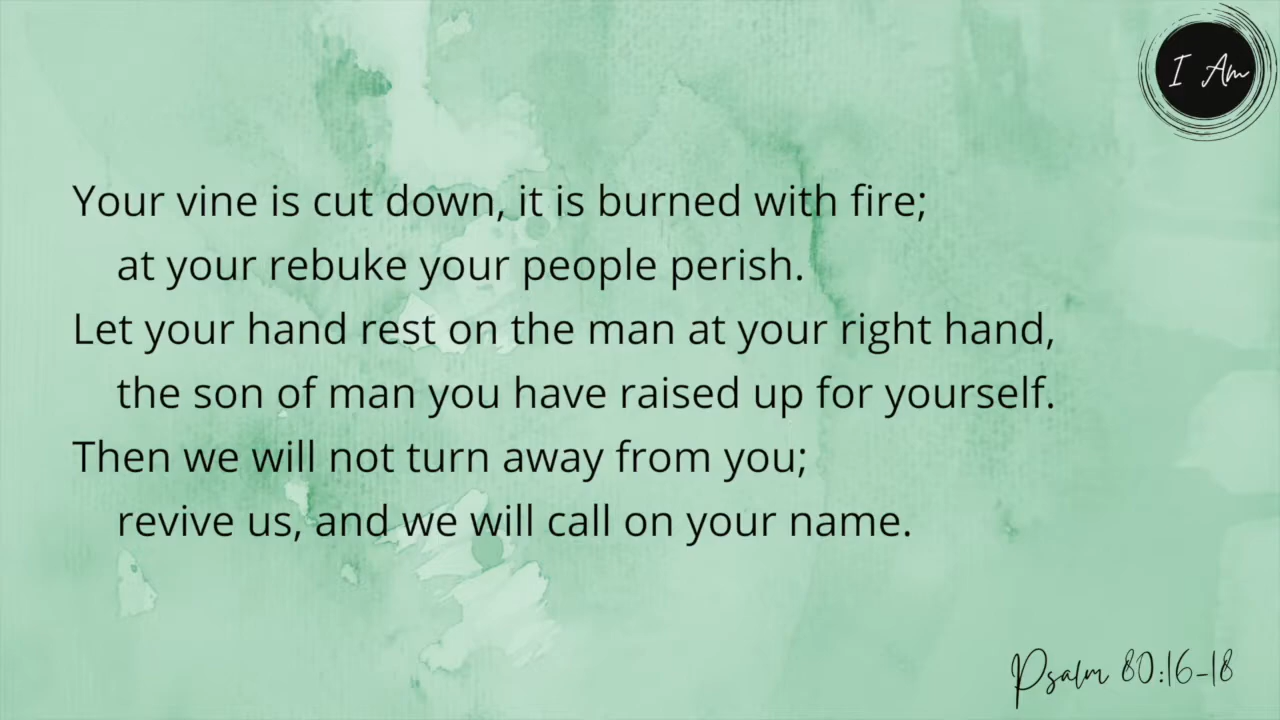 I Am
Your vine is cut down, it is burned with fire;
at your rebuke your people perish.
Let your hand rest on the man at your right hand,
the son of man you have raised up for yourself.
Then we will not turn away from you;
revive us, and we will call on your name.
Psalm 80:16-18